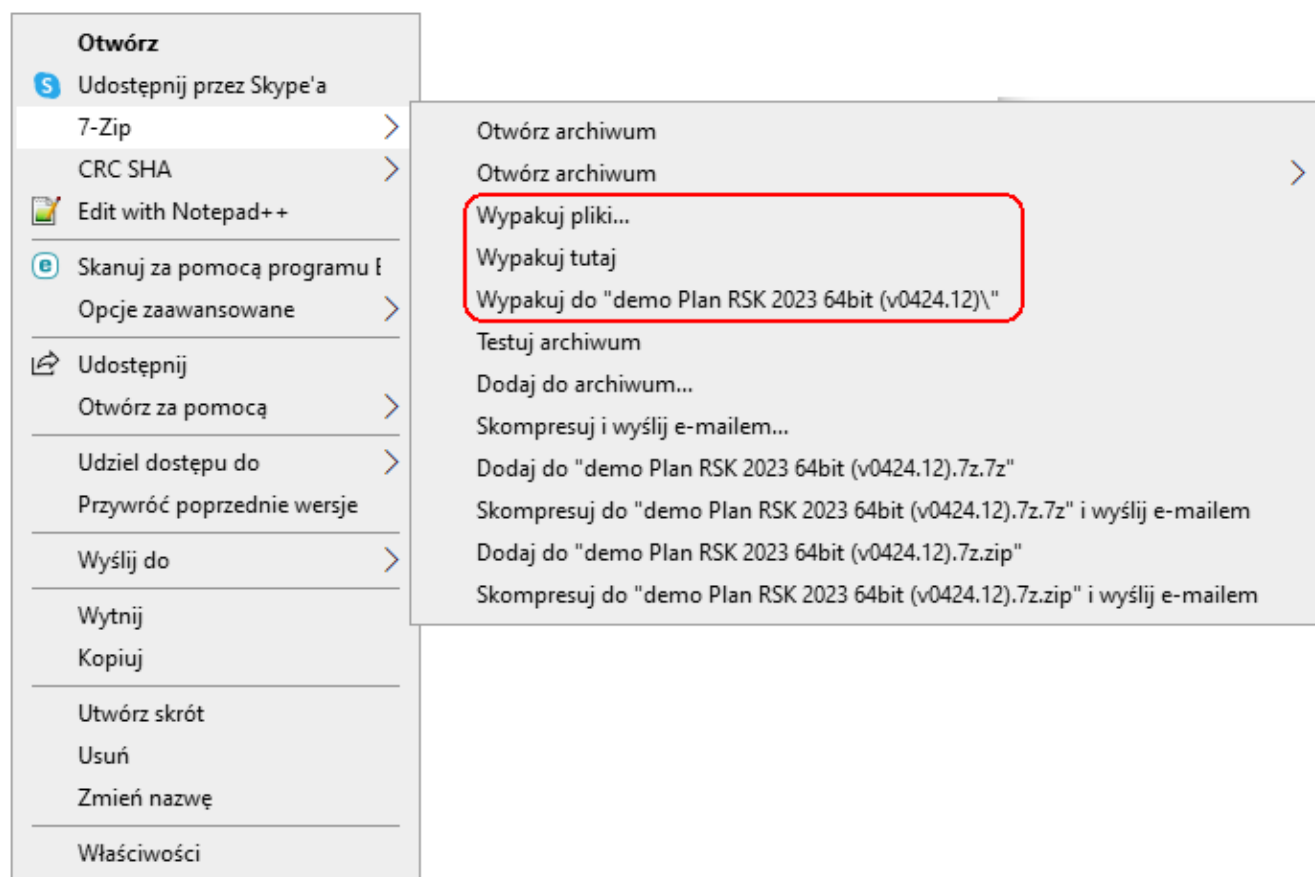 Otwórz
Udostępnij przez Skype'a
7-Zip
CRC SHA
Edit with Notepad++
Skanuj za pomocą programu E
Opcje zaawansowane
Udostępnij
Otwórz za pomocą
Udziel dostępu do
Przywróć poprzednie wersje
Wyślij do
Wytnij
Kopiuj
Utwórz skrót
Usuń
Zmień nazwę
Właściwości
Otwórz archiwum
Otwórz archiwum
Wypakuj pliki...
Wypakuj tutaj
Wypakuj do "demo Plan RSK 2023 64bit (v0424.12)\"
Testuj archiwum
Dodaj do archiwum...
Skompresuj i wyślij e-mailem...
Dodaj do "demo Plan RSK 2023 64bit (v0424.12).7z.7z"
Skompresuj do "demo Plan RSK 2023 64bit (v0424.12).7z.7z" i wyślij e-mailem
Dodaj do "demo Plan RSK 2023 64bit (v0424.12).7z.zip"
Skompresuj do "demo Plan RSK 2023 64bit (v0424.12).7z.zip" i wyślij e-mailem